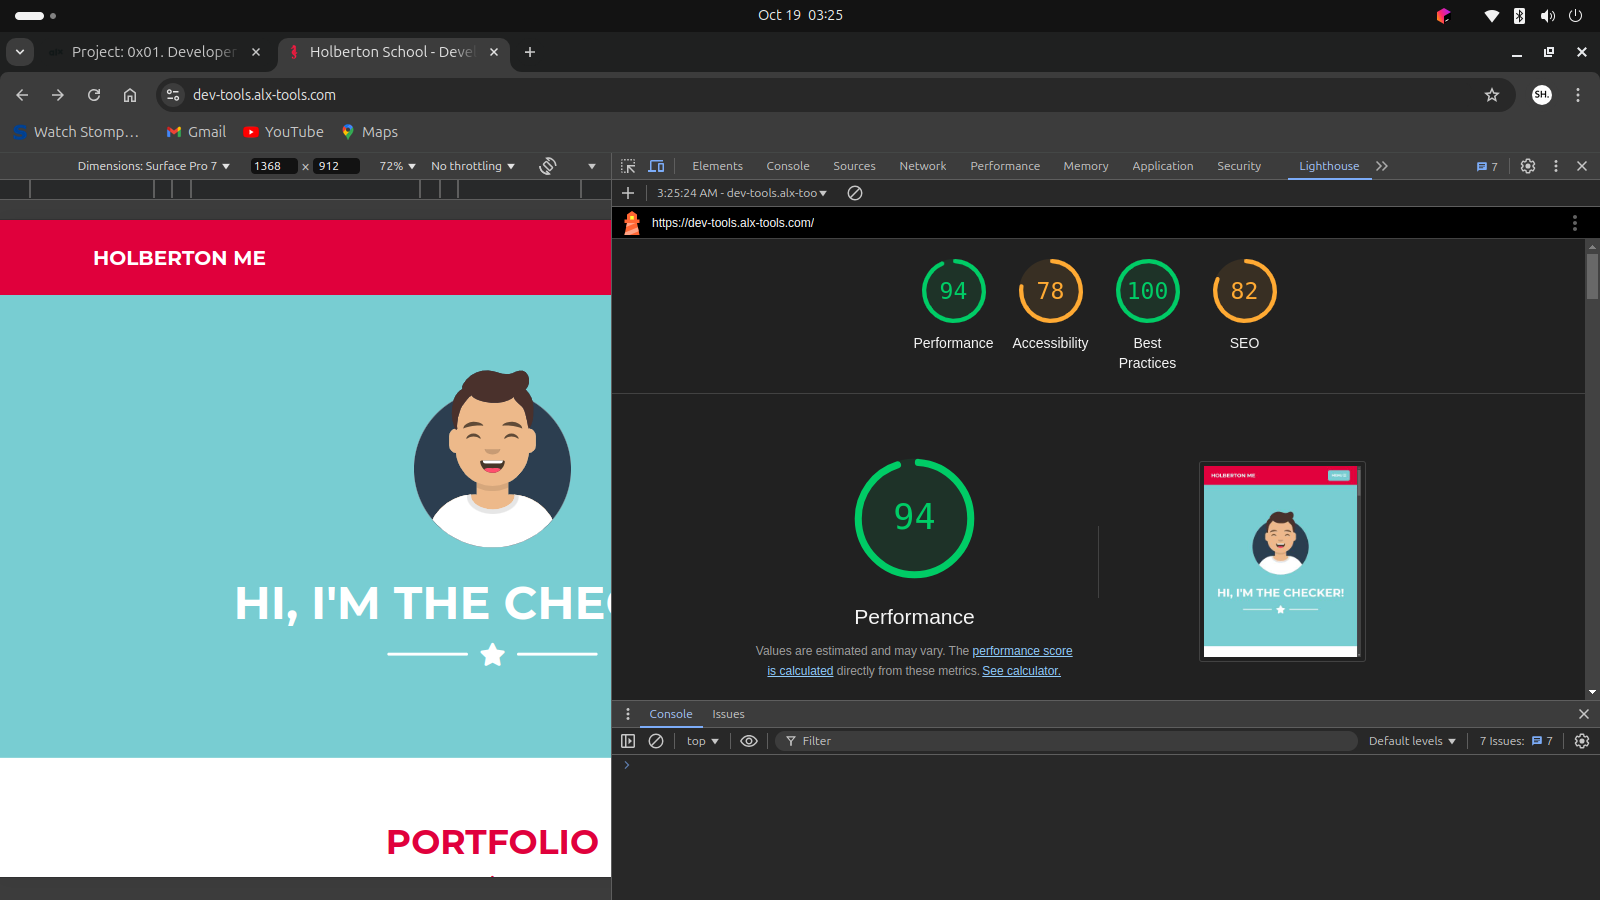 Oct 19 03:25
Project: 0x01. Developer
Holberton School - Deve
dev-tools.alx-tools.com
SH.
Watch Stomp...
Gmail
YouTube
Maps
Dimensions: Surface Pro 7
1368 × 912
72%
No throttling
Elements
Console
Sources
Network
Performance
Memory
Application
Security
Lighthouse
7
3:25:24 AM - dev-tools.alx-too
https://dev-tools.alx-tools.com/
HOLBERTON ME
HI, I'M THE CHEC
PORTFOLIO
94
78
100
82
Performance
Accessibility
Best
Practices
SEO
94
Performance
Values are estimated and may vary. The performance score
is calculated directly from these metrics. See calculator.
HOLBERTON ME
HI, I'M THE CHECKER!
Console
Issues
top
Filter
Default levels
7 Issues:
7